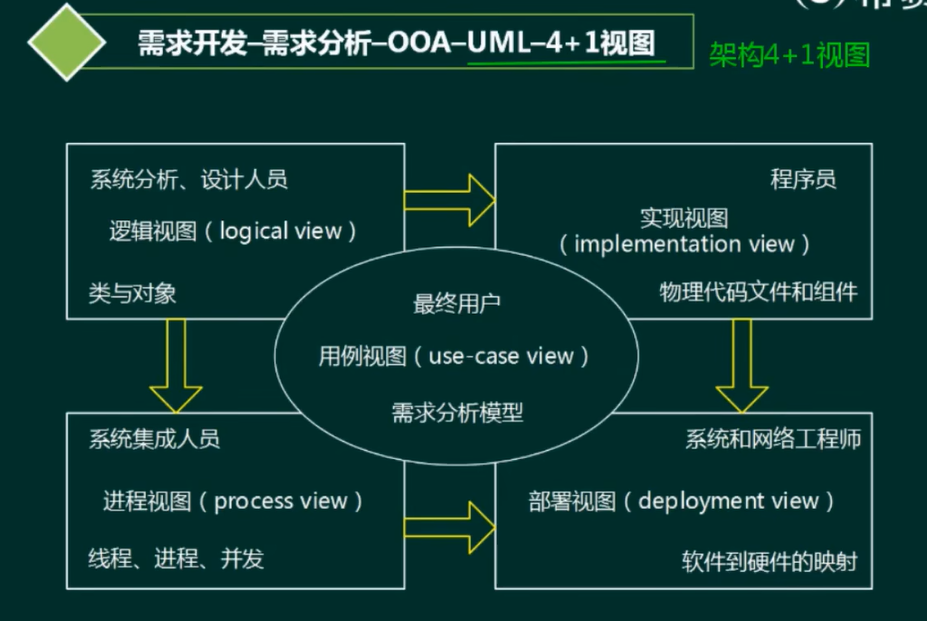 需求开发–需求分析–OOA–UML–4+1视图
架构4+1视图
系统分析、设计人员
逻辑视图（logical view）
类与对象
程序员
实现视图
（implementation view）
物理代码文件和组件
最终用户
用例视图（use-case view）
需求分析模型
系统集成人员
进程视图（process view）
线程、进程、并发
系统和网络工程师
部署视图（deployment view）
软件到硬件的映射